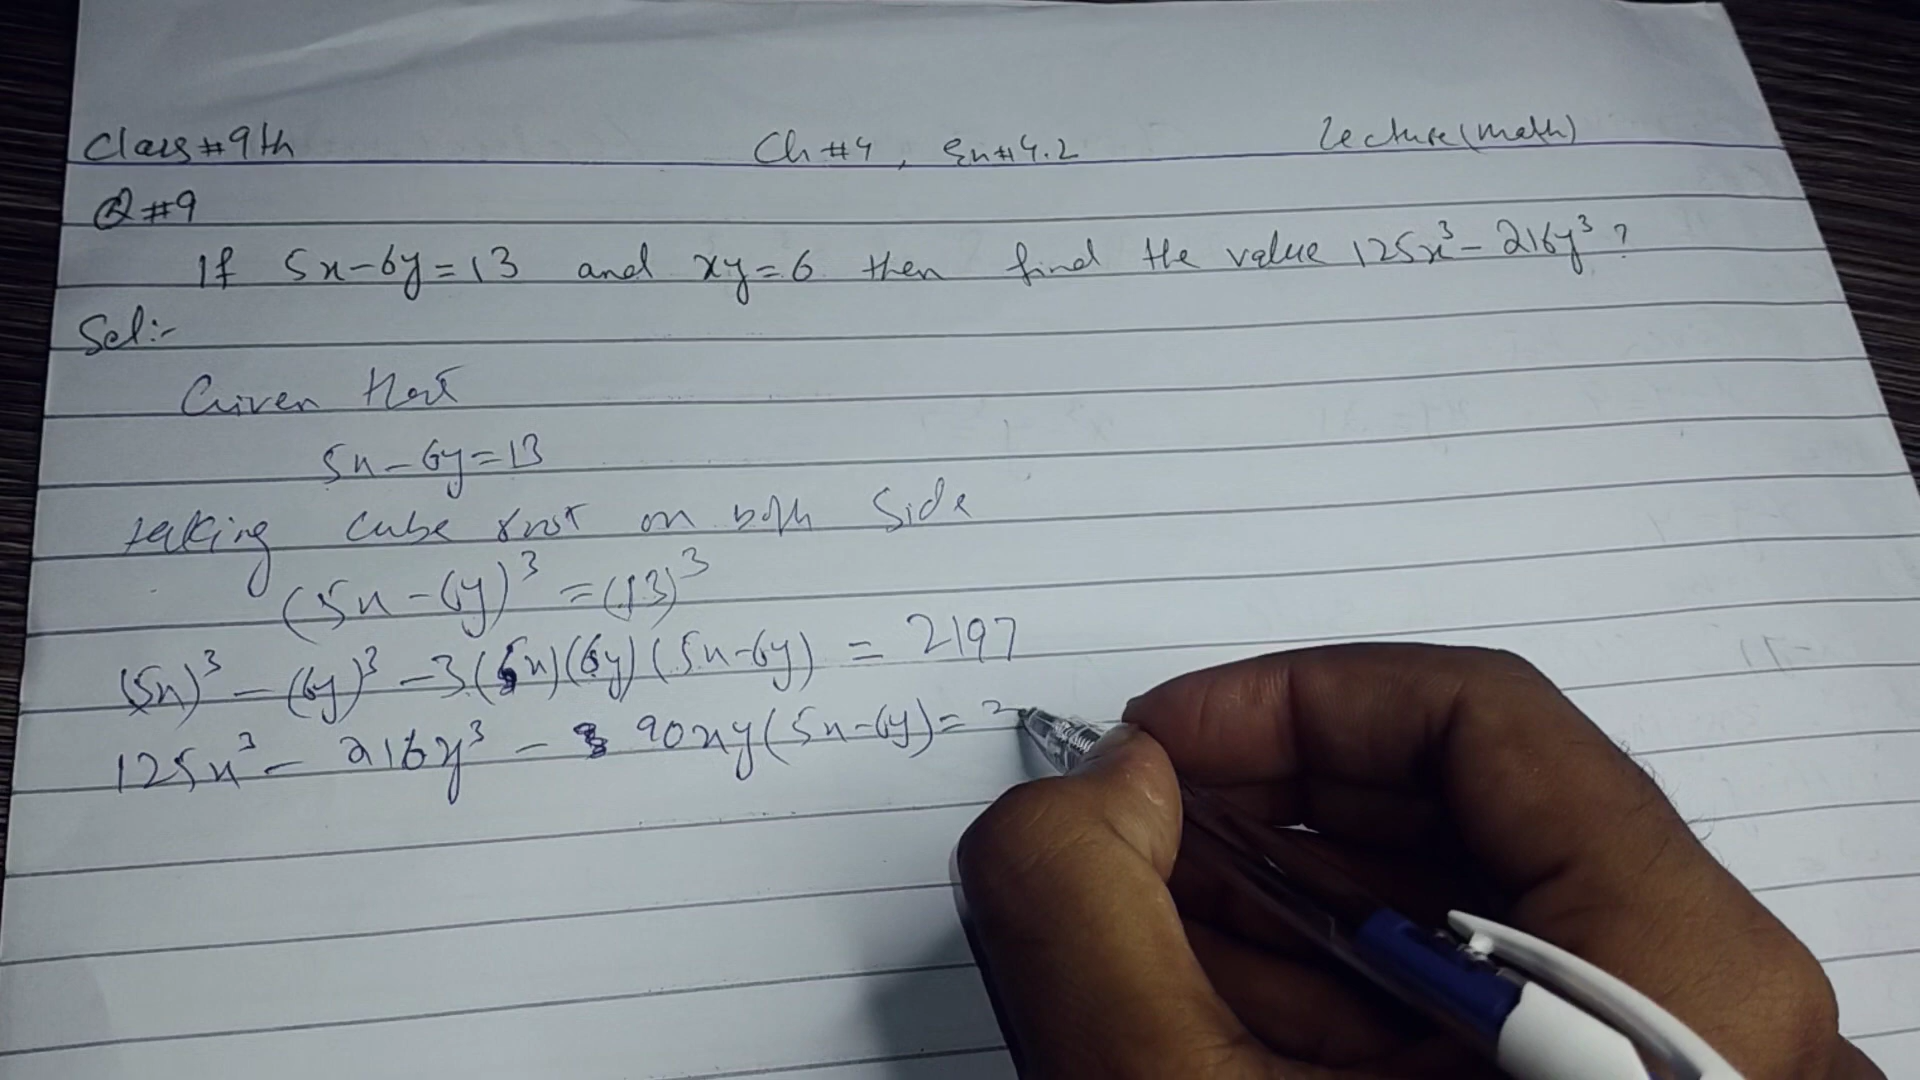 Class#9th Ch#4, Ex#4.2 Lecture(math)
Q#9
If 5x-6y=13 and xy=6 then find the value 125x³-216y³?
Sol:-
Given that
5x-6y=13
taking cube root on both side
(5x-6y)³=(13)³
(5x)³-(6y)³-3(5x)(6y)(5x-6y)=2197
125x³-216y³-90xy(5x-6y)=2